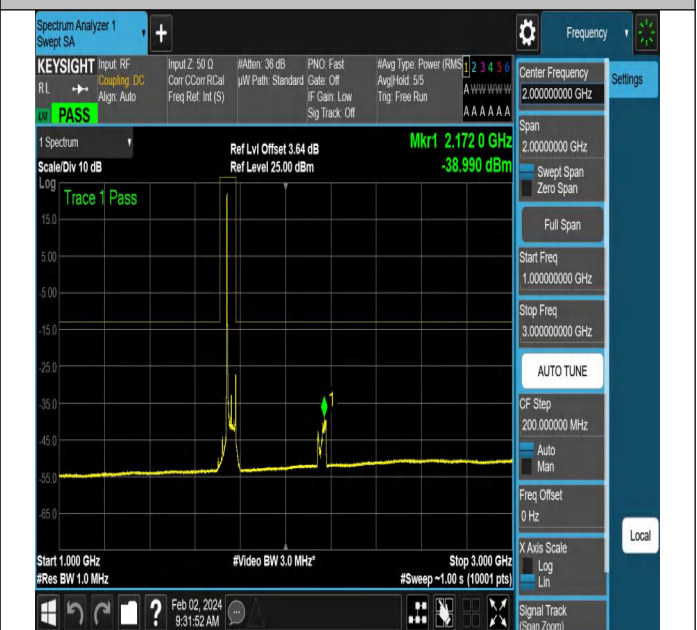 Spectrum Analyzer 1
Swept SA
Frequency
KEYSIGHT
RL
PASS
Input: RF
Coupling: DC
Align: Auto
Input Z: 50 Ω
Corr CCorr RCal
Freq Ref: Int (S)
#Atten: 36 dB
µW Path: Standard
PNO: Fast
Gate: Off
IF Gain: Low
Sig Track: Off
#Avg Type: Power (RMS
Avg|Hold: 5/5
Trig: Free Run
1 2 3 4 5 6
A W W W W W
A A A A A A
1 Spectrum
Scale/Div 10 dB
Ref Lvl Offset 3.64 dB
Ref Level 25.00 dBm
Mkr1 2.172 0 GHz
-38.990 dBm
Log
Trace 1 Pass
15.0
5.00
-5.00
-15.0
-25.0
-35.0
-45.0
-55.0
-65.0
1
Start 1.000 GHz
#Res BW 1.0 MHz
#Video BW 3.0 MHz*
Stop 3.000 GHz
#Sweep ~1.00 s (10001 pts)
Center Frequency
2.000000000 GHz
Settings
Span
2.00000000 GHz
Swept Span
Zero Span
Full Span
Start Freq
1.000000000 GHz
Stop Freq
3.000000000 GHz
AUTO TUNE
CF Step
200.000000 MHz
Auto
Man
Freq Offset
0 Hz
X Axis Scale
Log
Lin
Signal Track
(Span Zoom)
Local
?
Feb 02, 2024
9:31:52 AM